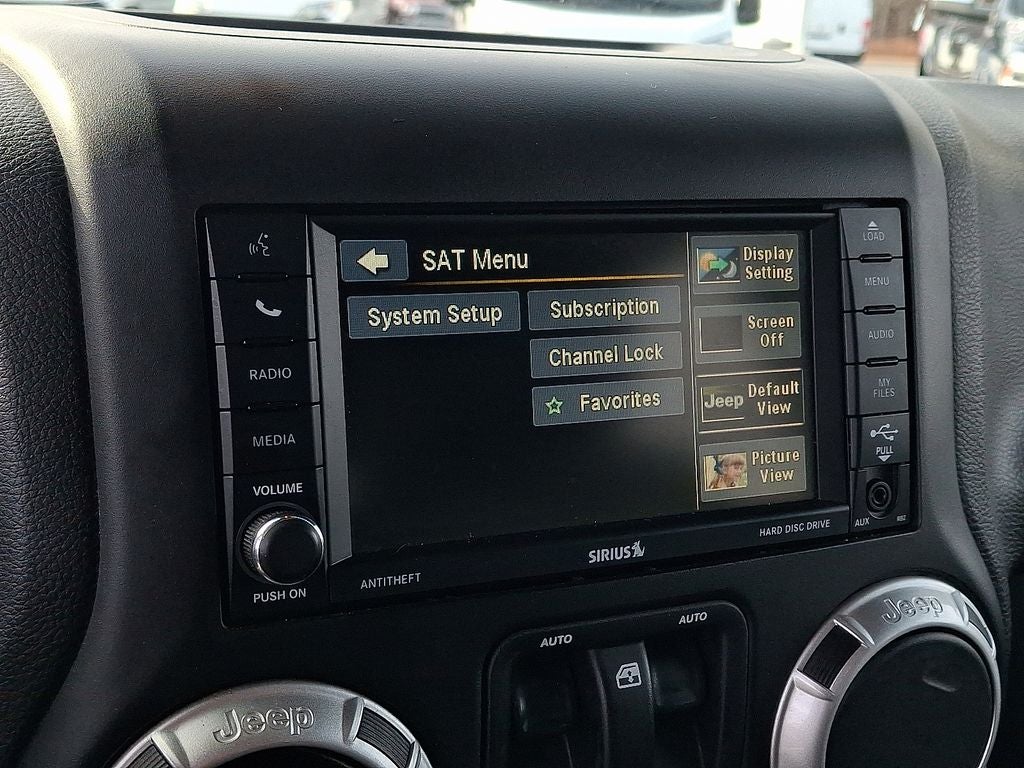 RADIO
MEDIA
VOLUME
PUSH ON
SAT Menu
System Setup
Subscription
Channel Lock
Favorites
Display
Setting
Screen
Off
Jeep
Default
View
Picture
View
LOAD
MENU
AUDIO
MY
FILES
PULL
AUX
RBZ
ANTITHEFT
SIRIUS
HARD DISC DRIVE
AUTO
AUTO
Jeep
Jeep